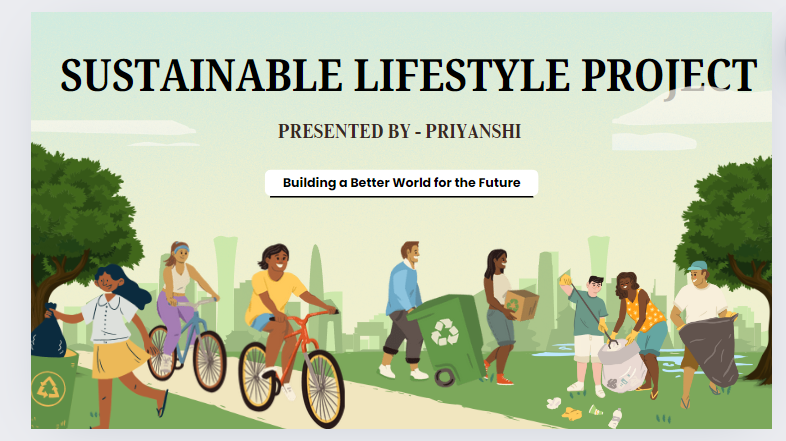 SUSTAINABLE LIFESTYLE PROJECT
PRESENTED BY - PRIYANSHI
Building a Better World for the Future